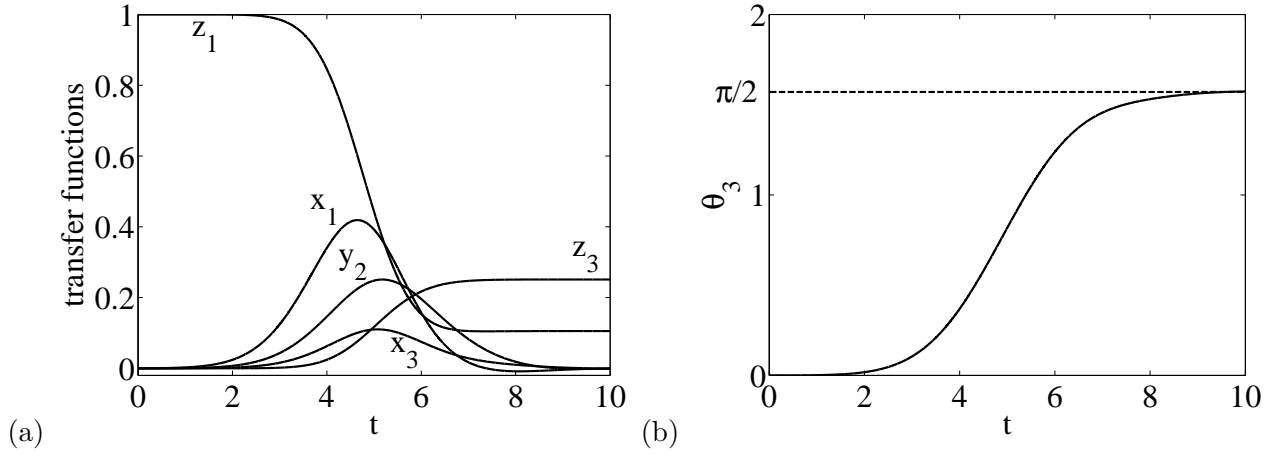 1
0.8
0.6
0.4
0.2
0
0 2 4 6 8 10
t
transfer functions
z1
x1
y2
x3
z3
(a)
2
π/2
1
0
0 2 4 6 8 10
t
θ3
(b)